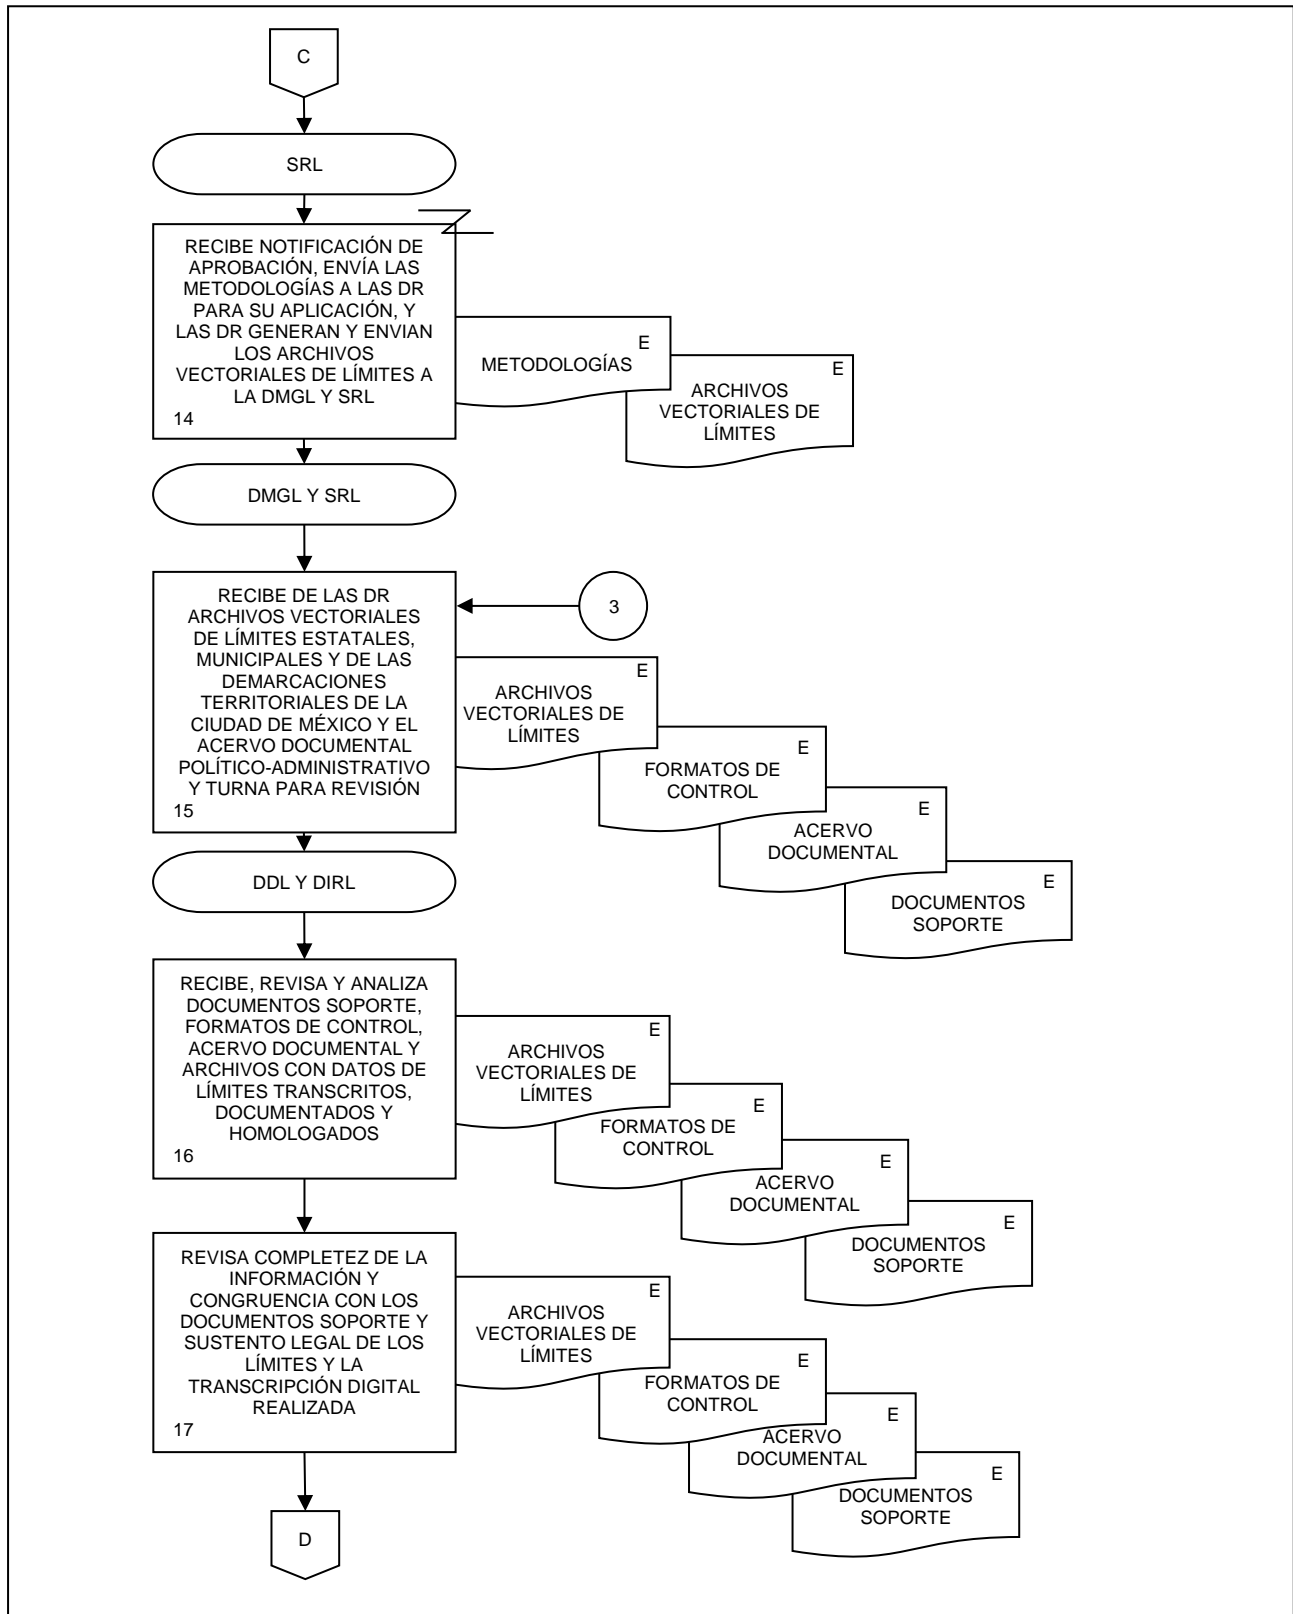 C
SRL
RECIBE NOTIFICACIÓN DE
APROBACIÓN, ENVÍA LAS
METODOLOGÍAS A LAS DR
PARA SU APLICACIÓN, Y
LAS DR GENERAN Y ENVIAN
LOS ARCHIVOS
VECTORIALES DE LÍMITES A
LA DMGL Y SRL
14
E
METODOLOGÍAS
E
ARCHIVOS
VECTORIALES DE
LÍMITES
DMGL Y SRL
RECIBE DE LAS DR
ARCHIVOS VECTORIALES
DE LÍMITES ESTATALES,
MUNICIPALES Y DE LAS
DEMARCACIONES
TERRITORIALES DE LA
CIUDAD DE MÉXICO Y EL
ACERVO DOCUMENTAL
POLÍTICO-ADMINISTRATIVO
Y TURNA PARA REVISIÓN
15
3
E
ARCHIVOS
VECTORIALES DE
LÍMITES
E
FORMATOS DE
CONTROL
E
ACERVO
DOCUMENTAL
E
DOCUMENTOS
SOPORTE
DDL Y DIRL
RECIBE, REVISA Y ANALIZA
DOCUMENTOS SOPORTE,
FORMATOS DE CONTROL,
ACERVO DOCUMENTAL Y
ARCHIVOS CON DATOS DE
LÍMITES TRANSCRITOS,
DOCUMENTADOS Y
HOMOLOGADOS
16
E
ARCHIVOS
VECTORIALES DE
LÍMITES
E
FORMATOS DE
CONTROL
E
ACERVO
DOCUMENTAL
E
DOCUMENTOS
SOPORTE
REVISA COMPLETEZ DE LA
INFORMACIÓN Y
CONGRUENCIA CON LOS
DOCUMENTOS SOPORTE Y
SUSTENTO LEGAL DE LOS
LÍMITES Y LA
TRANSCRIPCIÓN DIGITAL
REALIZADA
17
E
ARCHIVOS
VECTORIALES DE
LÍMITES
E
FORMATOS DE
CONTROL
E
ACERVO
DOCUMENTAL
E
DOCUMENTOS
SOPORTE
D